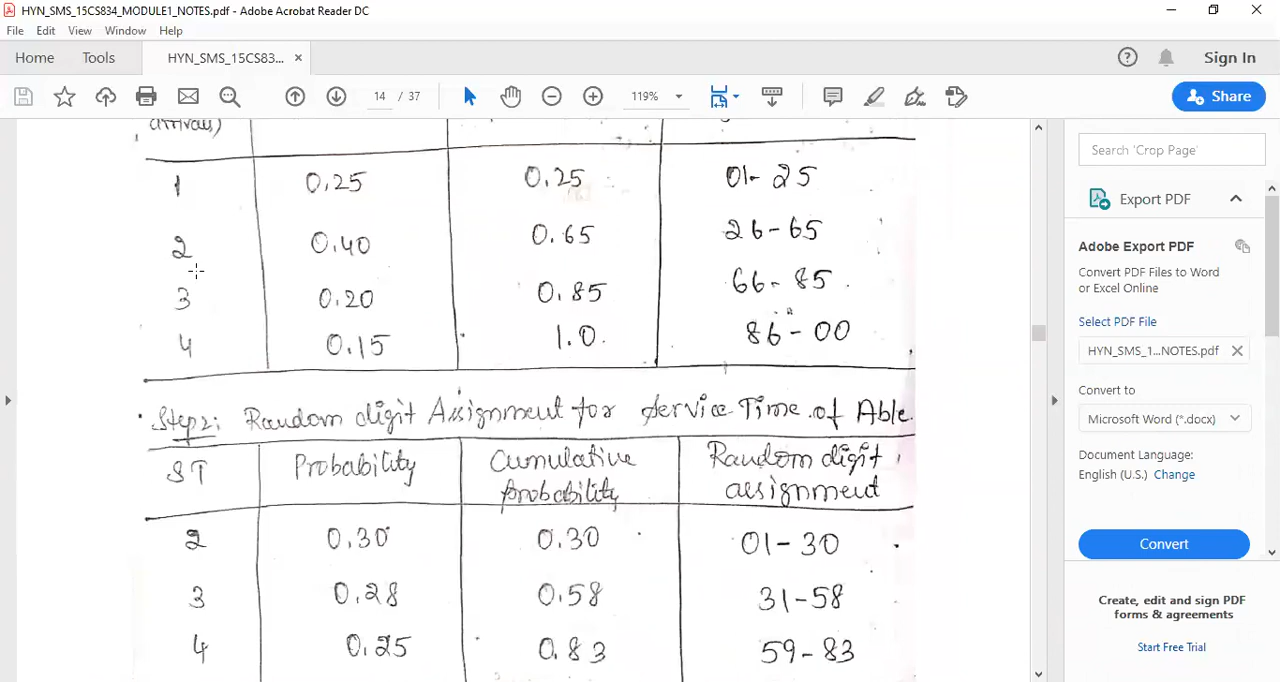 HYN_SMS_15CS834_MODULE1_NOTES.pdf - Adobe Acrobat Reader DC
File Edit View Window Help
Home Tools HYN_SMS_15CS83... × Sign In
14 / 37 119% Share
arrivals)
1 0.25 0.25 01-25
2 0.40 0.65 26-65
3 0.20 0.85 66-85
4 0.15 1.0 86-00
Step2: Random digit Assignment for Service Time of Able.
ST Probability Cumulative probability Random digit assignment
2 0.30 0.30 01-30
3 0.28 0.58 31-58
4 0.25 0.83 59-83
Search 'Crop Page'
Export PDF
Adobe Export PDF
Convert PDF Files to Word
or Excel Online
Select PDF File
HYN_SMS_1...NOTES.pdf ×
Convert to
Microsoft Word (*.docx)
Document Language:
English (U.S.) Change
Convert
Create, edit and sign PDF
forms & agreements
Start Free Trial